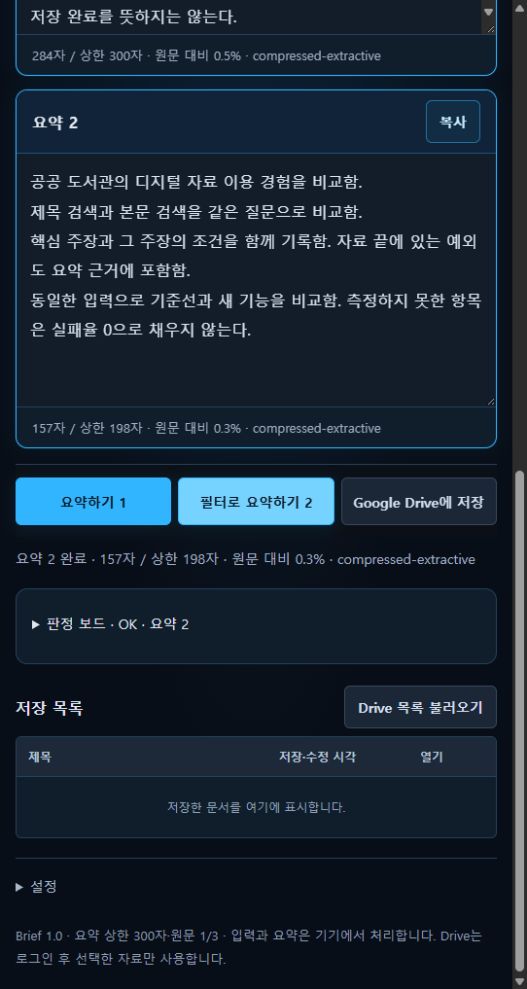 저장 완료를 뜻하지는 않는다.
284자 / 상한 300자 · 원문 대비 0.5% · compressed-extractive
요약 2
복사
공공 도서관의 디지털 자료 이용 경험을 비교함.
제목 검색과 본문 검색을 같은 질문으로 비교함.
핵심 주장과 그 주장의 조건을 함께 기록함. 자료 끝에 있는 예외
도 요약 근거에 포함함.
동일한 입력으로 기준선과 새 기능을 비교함. 측정하지 못한 항목
은 실패율 0으로 채우지 않는다.
157자 / 상한 198자 · 원문 대비 0.3% · compressed-extractive
요약하기 1
필터로 요약하기 2
Google Drive에 저장
요약 2 완료 · 157자 / 상한 198자 · 원문 대비 0.3% · compressed-extractive
▶ 판정 보드 · OK · 요약 2
저장 목록
Drive 목록 불러오기
제목 저장·수정 시각 열기
저장한 문서를 여기에 표시합니다.
▶ 설정
Brief 1.0 · 요약 상한 300자·원문 1/3 · 입력과 요약은 기기에서 처리합니다. Drive는
로그인 후 선택한 자료만 사용합니다.